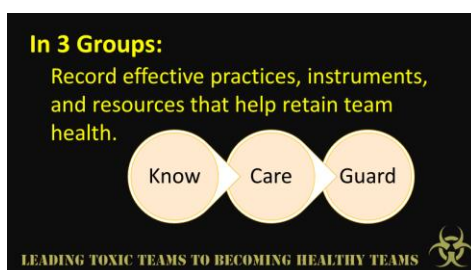 In 3 Groups:
Record effective practices, instruments,
and resources that help retain team
health.
Know Care Guard
LEADING TOXIC TEAMS TO BECOMING HEALTHY TEAMS